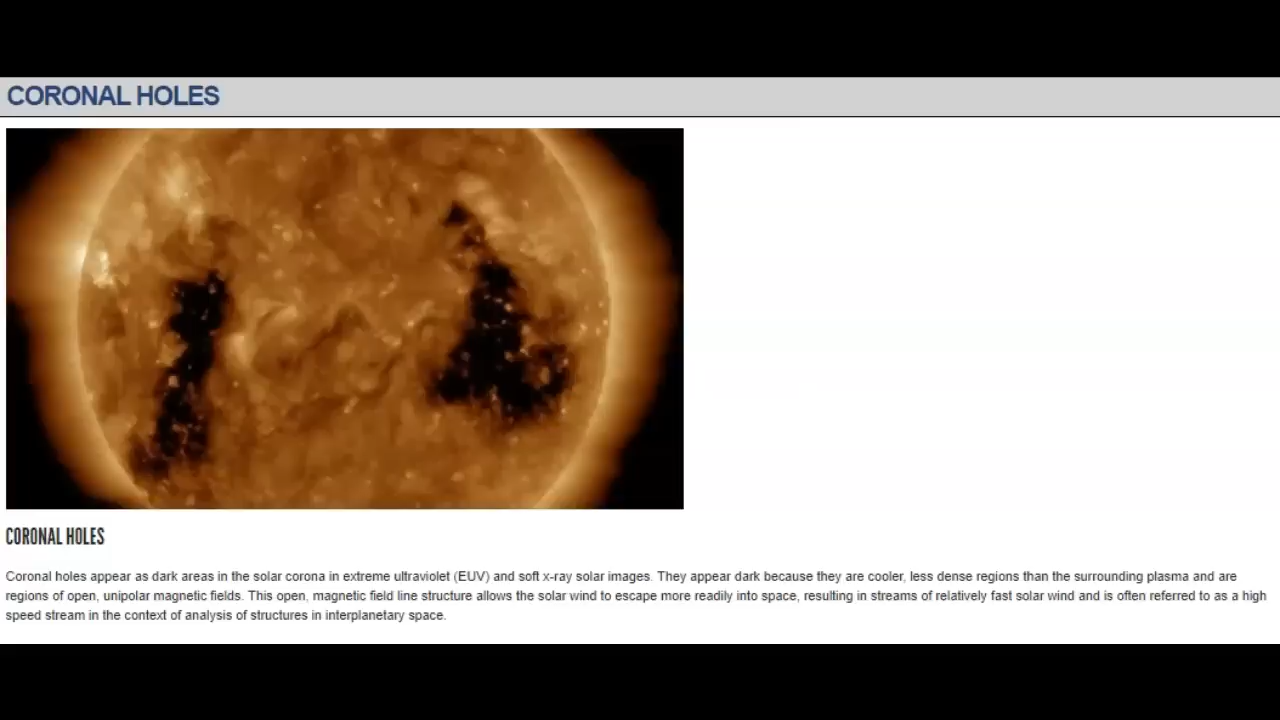 CORONAL HOLES
CORONAL HOLES
Coronal holes appear as dark areas in the solar corona in extreme ultraviolet (EUV) and soft x-ray solar images. They appear dark because they are cooler, less dense regions than the surrounding plasma and are
regions of open, unipolar magnetic fields. This open, magnetic field line structure allows the solar wind to escape more readily into space, resulting in streams of relatively fast solar wind and is often referred to as a high
speed stream in the context of analysis of structures in interplanetary space.